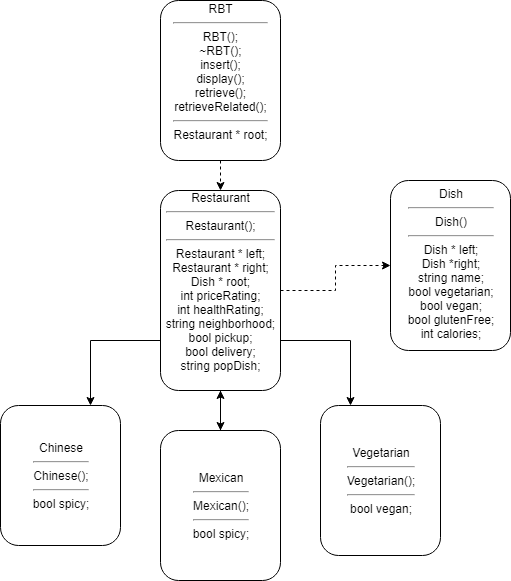 RBT
RBT();
~RBT();
insert();
display();
retrieve();
retrieveRelated();
Restaurant * root;
Restaurant
Restaurant();
Restaurant * left;
Restaurant * right;
Dish * root;
int priceRating;
int healthRating;
string neighborhood;
bool pickup;
bool delivery;
string popDish;
Dish
Dish()
Dish * left;
Dish *right;
string name;
bool vegetarian;
bool vegan;
bool glutenFree;
int calories;
Chinese
Chinese();
bool spicy;
Mexican
Mexican();
bool spicy;
Vegetarian
Vegetarian();
bool vegan;